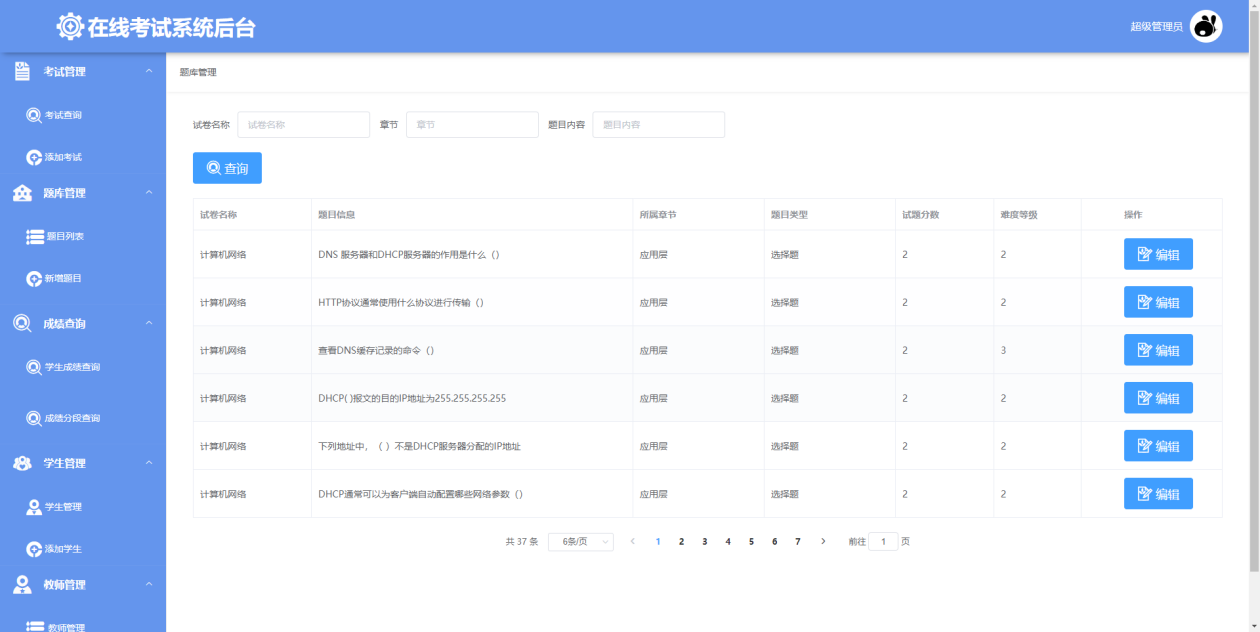 在线考试系统后台
超级管理员
考试管理
考试查询
添加考试
题库管理
题目列表
新增题目
成绩查询
学生成绩查询
成绩分段查询
学生管理
学生管理
添加学生
教师管理
教师管理
题库管理
试卷名称 试卷名称 章节 章节 题目内容 题目内容
查询
试卷名称 题目信息 所属章节 题目类型 试题分数 难度等级 操作
计算机网络 DNS 服务器和DHCP服务器的作用是什么（） 应用层 选择题 2 2 编辑
计算机网络 HTTP协议通常使用什么协议进行传输（） 应用层 选择题 2 2 编辑
计算机网络 查看DNS缓存记录的命令（） 应用层 选择题 2 3 编辑
计算机网络 DHCP( )报文的目的IP地址为255.255.255.255 应用层 选择题 2 2 编辑
计算机网络 下列地址中，（ ）不是DHCP服务器分配的IP地址 应用层 选择题 2 2 编辑
计算机网络 DHCP通常可以为客户端自动配置哪些网络参数（） 应用层 选择题 2 2 编辑
共 37 条 6条/页 1 2 3 4 5 6 7 前往 1 页